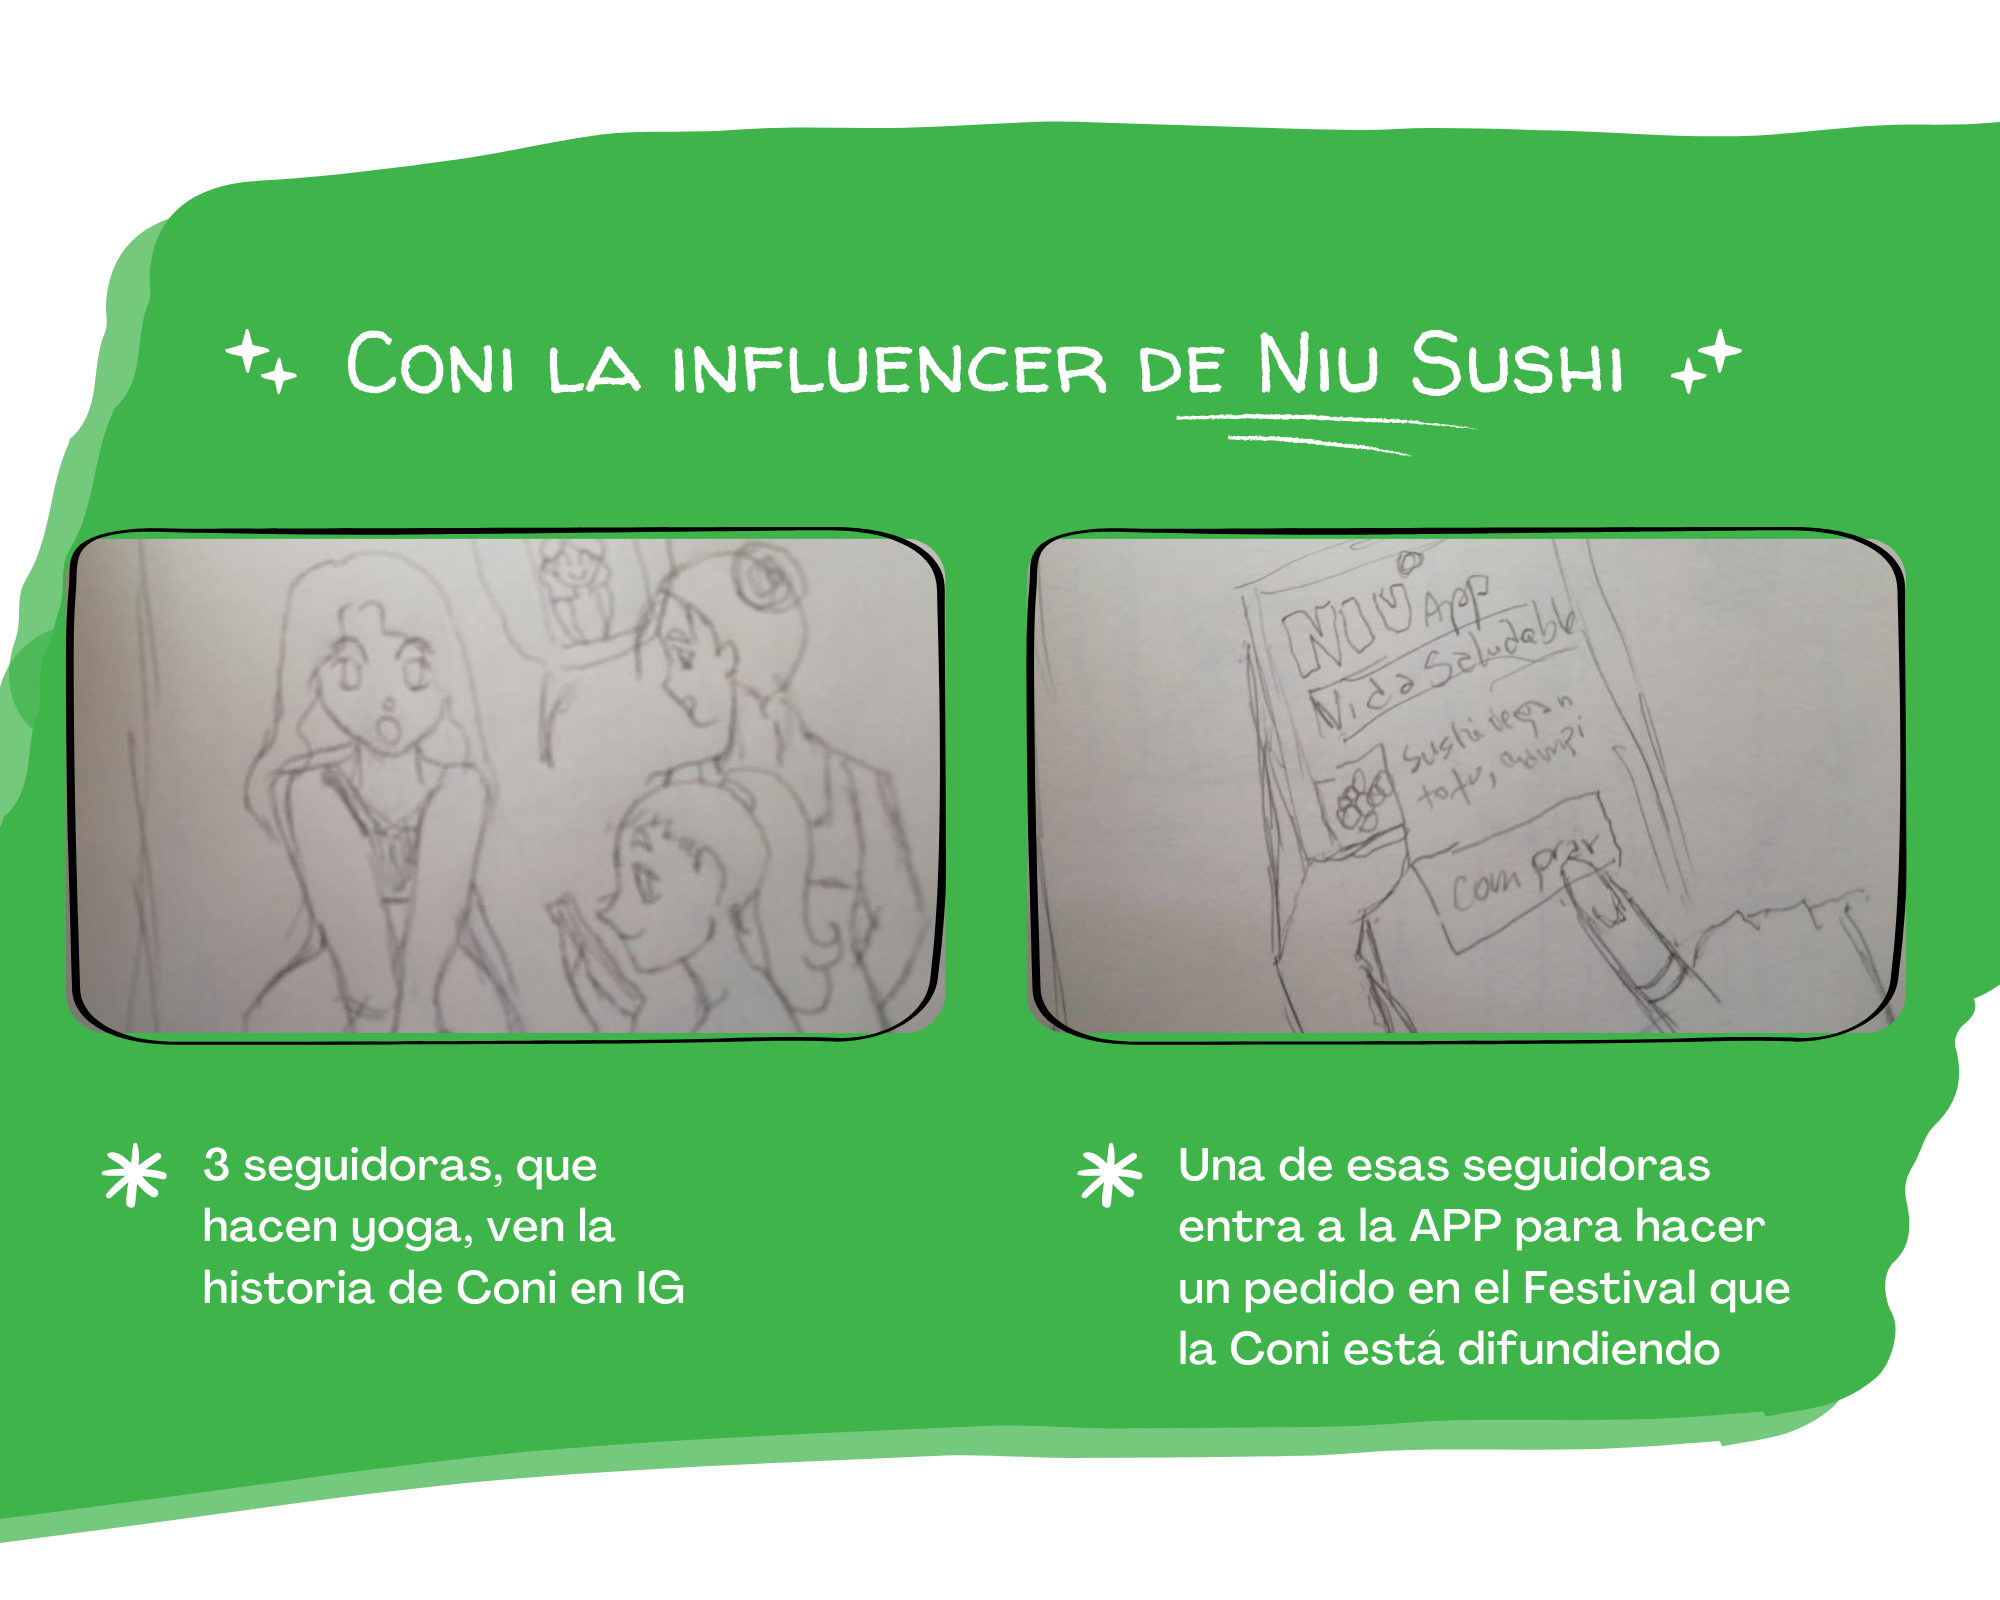 Coni la influencer de Niu Sushi
NIU App
Vida Saludable
Sushi vegan
tofu, champi
Comprar
3 seguidoras, que
hacen yoga, ven la
historia de Coni en IG
Una de esas seguidoras
entra a la APP para hacer
un pedido en el Festival que
la Coni está difundiendo